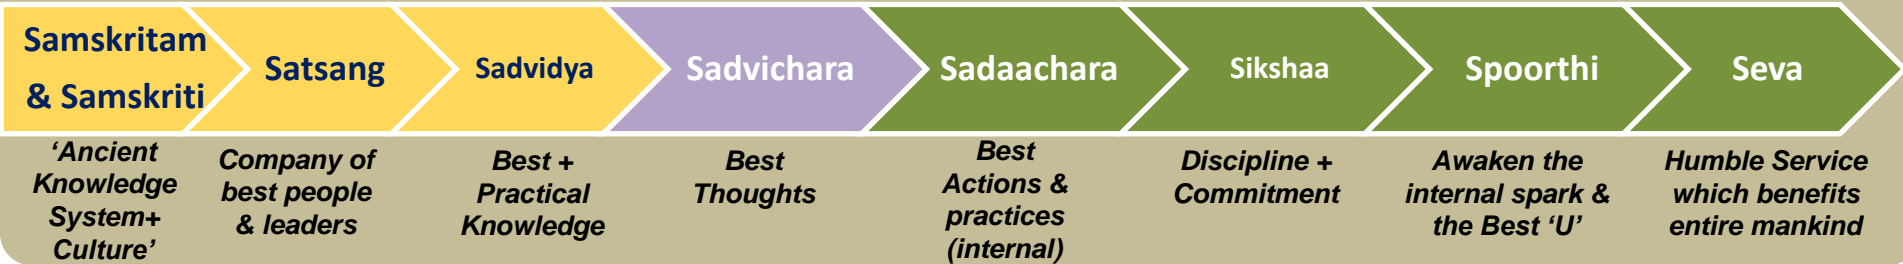 Samskritam
& Samskriti
Satsang
Sadvidya
Sadvichara
Sadaachara
Sikshaa
Spoorthi
Seva
‘Ancient
Knowledge
System+
Culture’
Company of
best people
& leaders
Best +
Practical
Knowledge
Best
Thoughts
Best
Actions &
practices
(internal)
Discipline +
Commitment
Awaken the
internal spark &
the Best ‘U’
Humble Service
which benefits
entire mankind